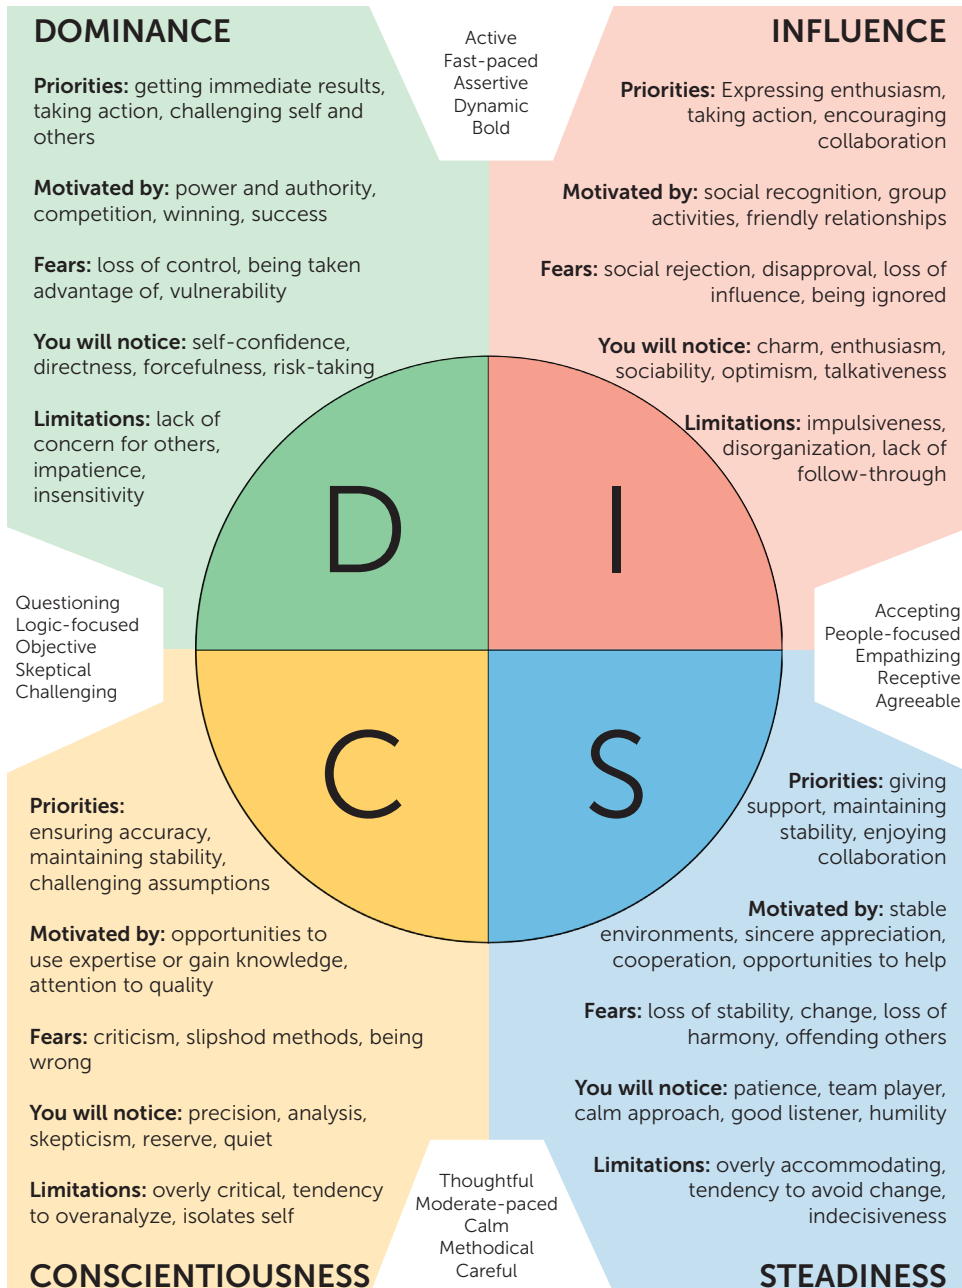 DOMINANCE
Priorities: getting immediate results,
taking action, challenging self and
others
Motivated by: power and authority,
competition, winning, success
Fears: loss of control, being taken
advantage of, vulnerability
You will notice: self-confidence,
directness, forcefulness, risk-taking
Limitations: lack of
concern for others,
impatience,
insensitivity
Active
Fast-paced
Assertive
Dynamic
Bold
INFLUENCE
Priorities: Expressing enthusiasm,
taking action, encouraging
collaboration
Motivated by: social recognition, group
activities, friendly relationships
Fears: social rejection, disapproval, loss of
influence, being ignored
You will notice: charm, enthusiasm,
sociability, optimism, talkativeness
Limitations: impulsiveness,
disorganization, lack of
follow-through
D
I
Questioning
Logic-focused
Objective
Skeptical
Challenging
Accepting
People-focused
Empathizing
Receptive
Agreeable
C
S
Priorities:
ensuring accuracy,
maintaining stability,
challenging assumptions
Motivated by: opportunities to
use expertise or gain knowledge,
attention to quality
Fears: criticism, slipshod methods, being
wrong
You will notice: precision, analysis,
skepticism, reserve, quiet
Limitations: overly critical, tendency
to overanalyze, isolates self
CONSCIENTIOUSNESS
Thoughtful
Moderate-paced
Calm
Methodical
Careful
Priorities: giving
support, maintaining
stability, enjoying
collaboration
Motivated by: stable
environments, sincere appreciation,
cooperation, opportunities to help
Fears: loss of stability, change, loss of
harmony, offending others
You will notice: patience, team player,
calm approach, good listener, humility
Limitations: overly accommodating,
tendency to avoid change,
indecisiveness
STEADINESS